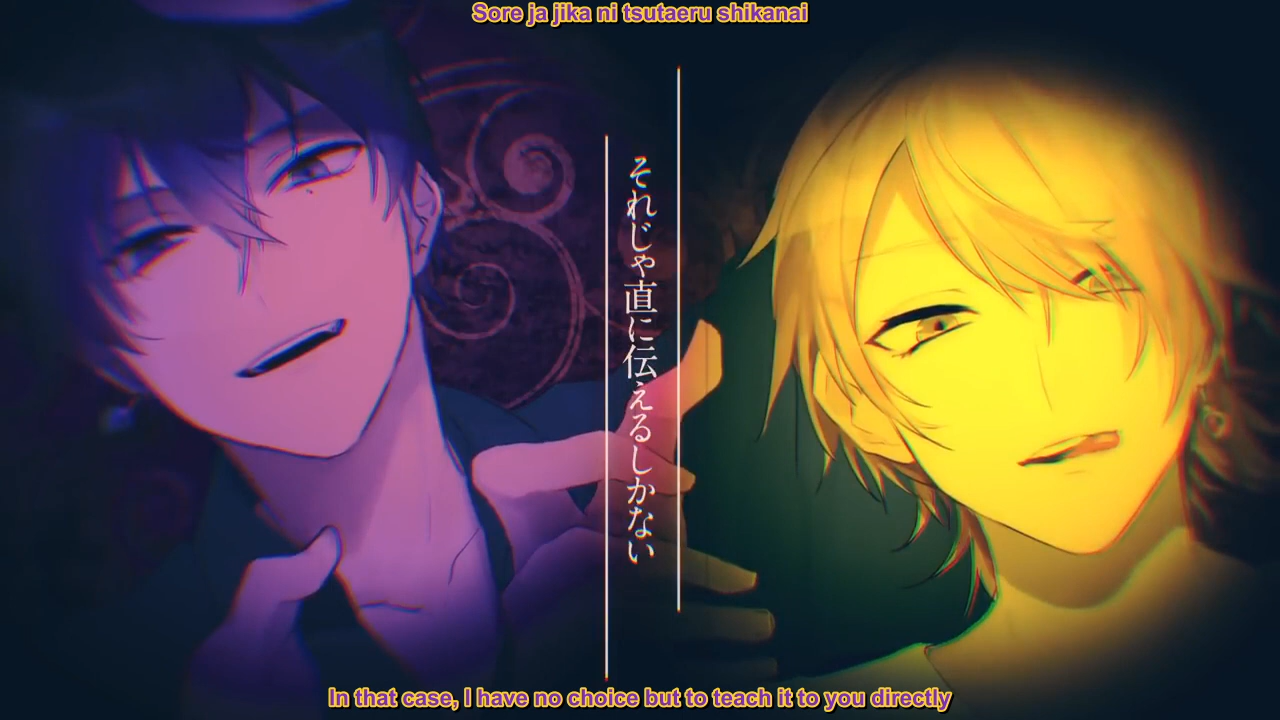 Sore ja jika ni tsutaeru shikanai
それじゃ直に伝えるしかない
In that case, I have no choice but to teach it to you directly